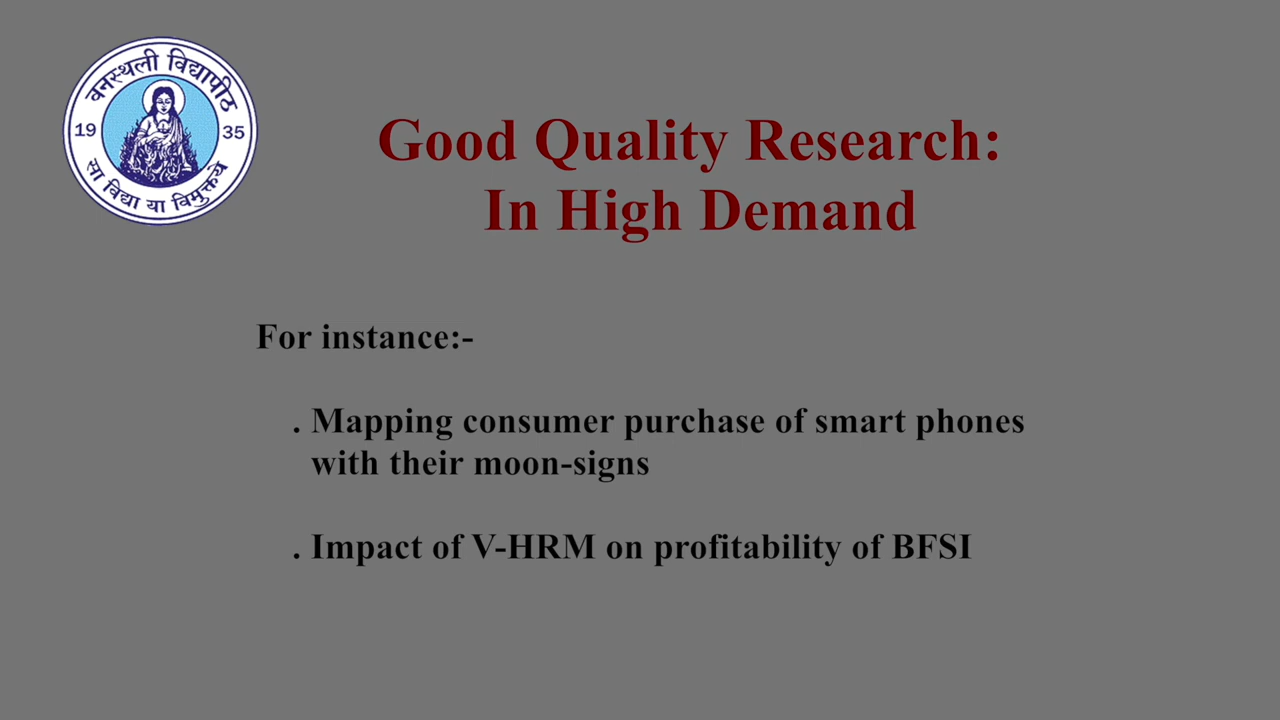 वनस्थली विद्यापीठ
19 35
सा विद्या या विमुक्तये
Good Quality Research:
In High Demand
For instance:-
. Mapping consumer purchase of smart phones
with their moon-signs
. Impact of V-HRM on profitability of BFSI